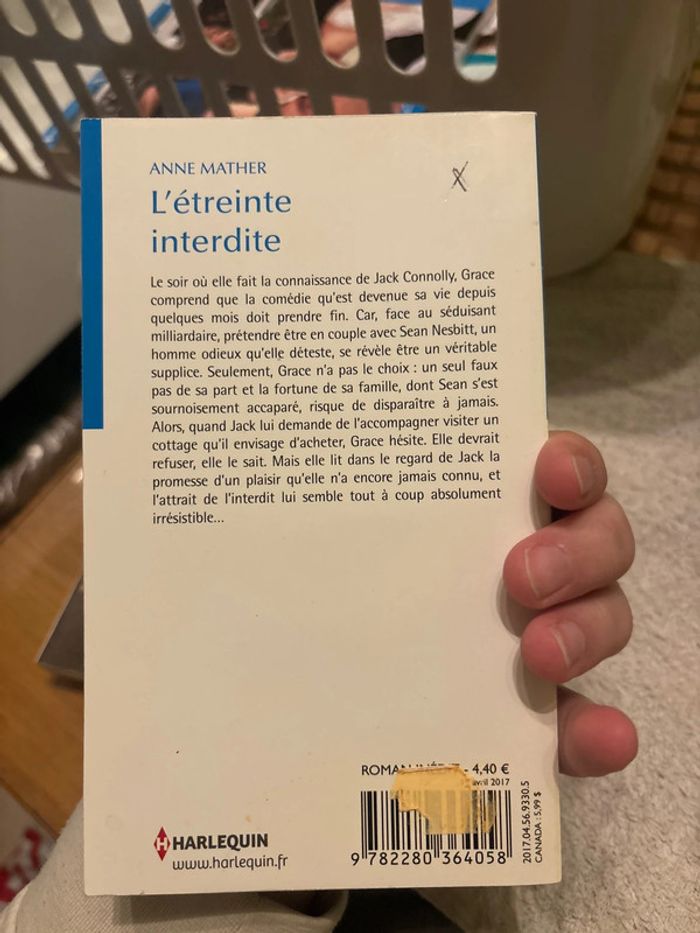 ANNE MATHER
L'étreinte
interdite
Le soir où elle fait la connaissance de Jack Connolly, Grace
comprend que la comédie qu'est devenue sa vie depuis
quelques mois doit prendre fin. Car, face au séduisant
milliardaire, prétendre être en couple avec Sean Nesbitt, un
homme odieux qu'elle déteste, se révèle être un véritable
supplice. Seulement, Grace n'a pas le choix : un seul faux
pas de sa part et la fortune de sa famille, dont Sean s'est
sournoisement accaparé, risque de disparaître à jamais.
Alors, quand Jack lui demande de l'accompagner visiter un
cottage qu'il envisage d'acheter, Grace hésite. Elle devrait
refuser, elle le sait. Mais elle lit dans le regard de Jack la
promesse d'un plaisir qu'elle n'a encore jamais connu, et
l'attrait de l'interdit lui semble tout à coup absolument
irrésistible...
ROMAN INÉDIT - 4,40 €
avril 2017
9 782280 364058
2017.04.56.9330.5
CANADA : 5,99 $
HARLEQUIN
www.harlequin.fr